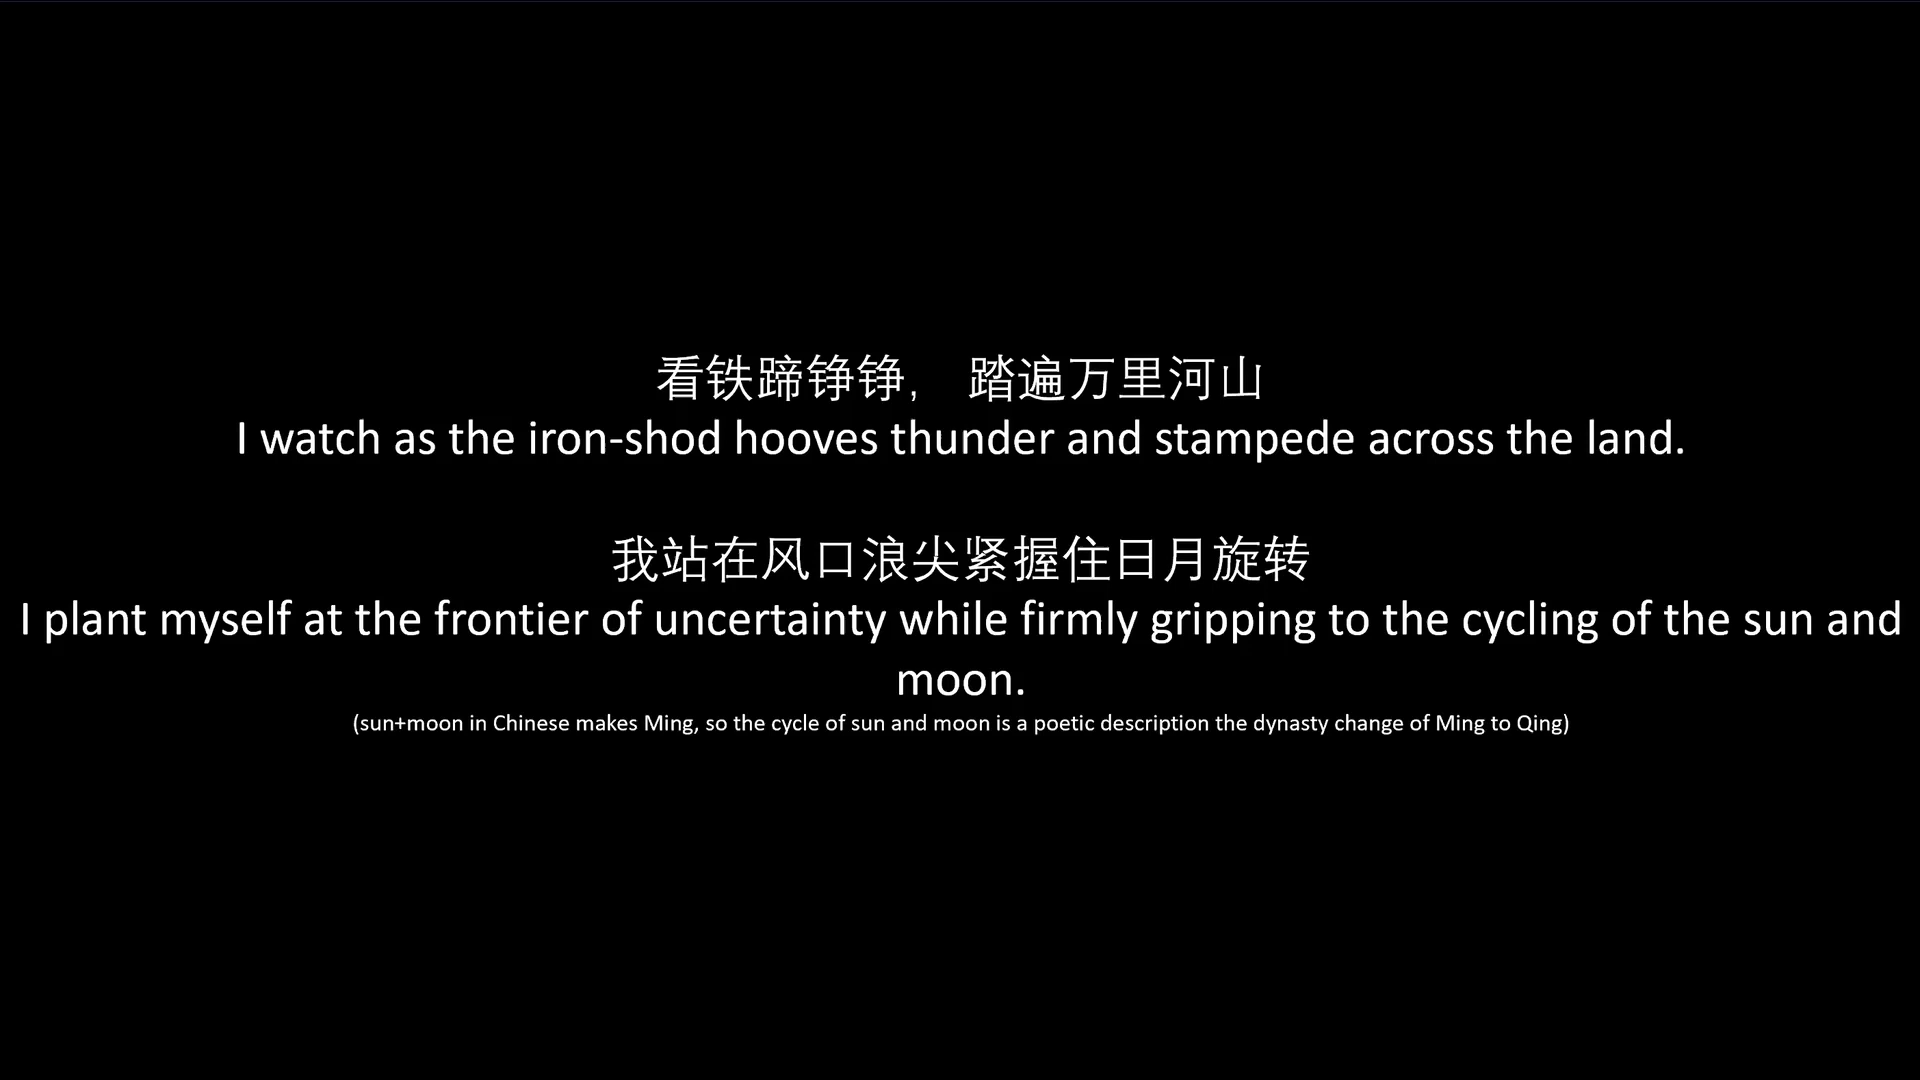 看铁蹄铮铮， 踏遍万里河山
I watch as the iron-shod hooves thunder and stampede across the land.
我站在风口浪尖紧握住日月旋转
I plant myself at the frontier of uncertainty while firmly gripping to the cycling of the sun and
moon.
(sun+moon in Chinese makes Ming, so the cycle of sun and moon is a poetic description the dynasty change of Ming to Qing)